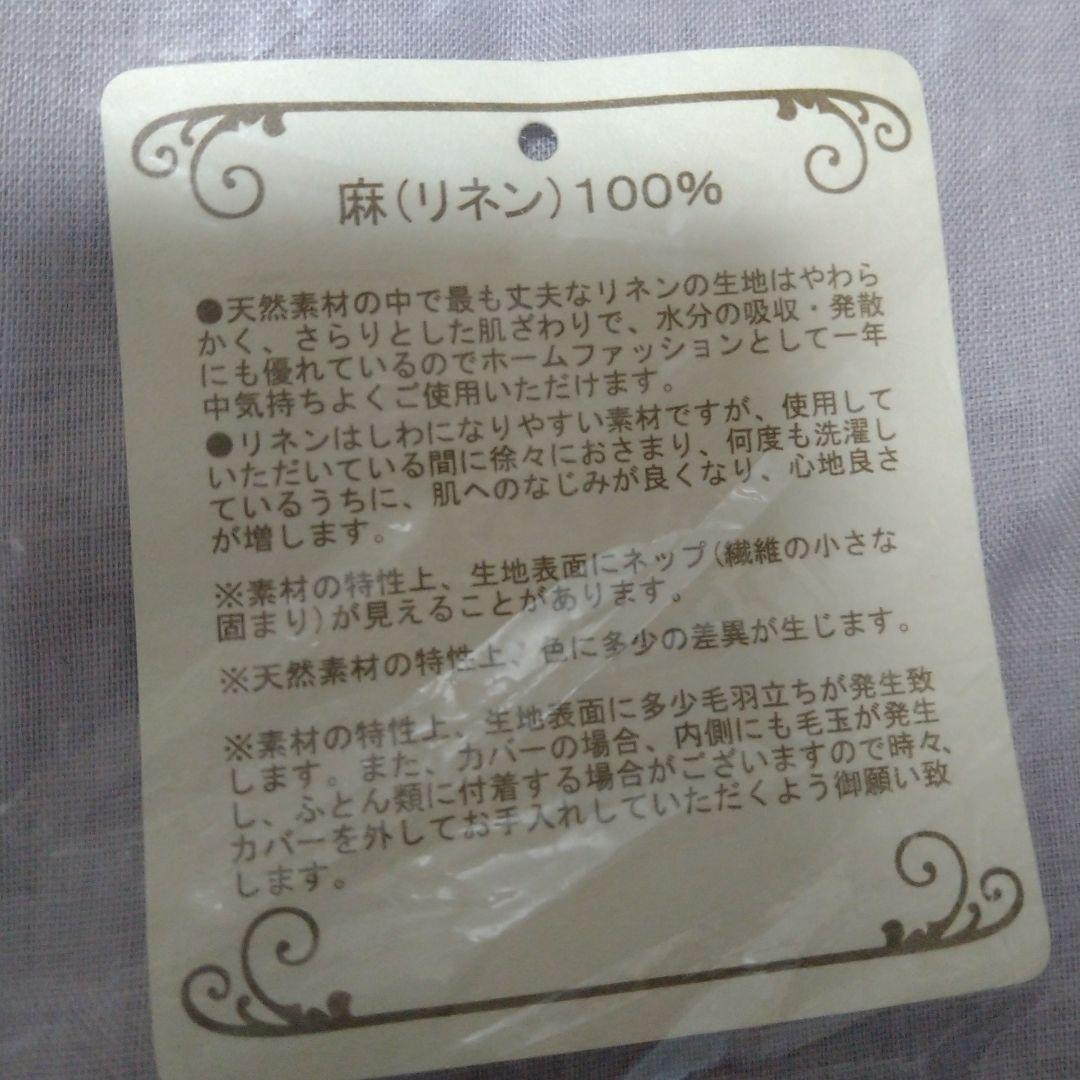 麻(リネン)100%
●天然素材の中で最も丈夫なリネンの生地はやわら
かく、さらりとした肌ざわりで、水分の吸収・発散
にも優れているのでホームファッションとして一年
中気持ちよくご使用いただけます。
●リネンはしわになりやすい素材ですが、使用して
いただいている間に徐々におさまり、何度も洗濯し
ているうちに、肌へのなじみが良くなり、心地良さ
が増します。
※素材の特性上、生地表面にネップ(繊維の小さな
固まり)が見えることがあります。
※天然素材の特性上、色に多少の差異が生じます。
※素材の特性上、生地表面に多少毛羽立ちが発生致
します。また、カバーの場合、内側にも毛玉が発生
し、ふとん類に付着する場合がございますので時々、
カバーを外してお手入れしていただくよう御願い致
します。